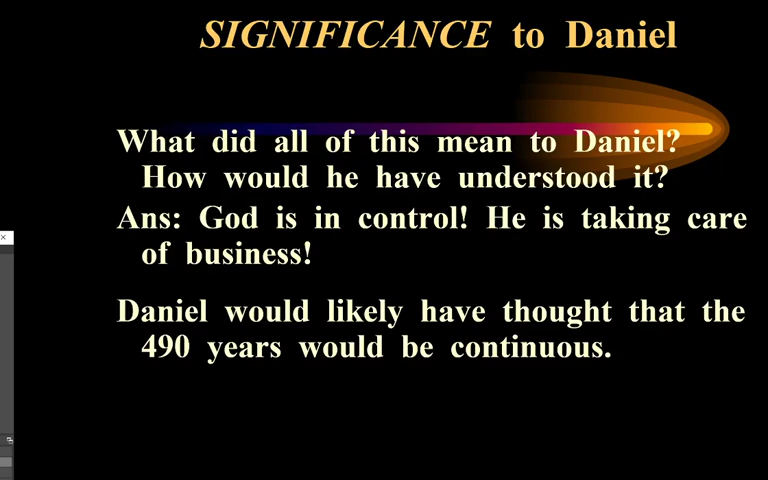 SIGNIFICANCE to Daniel
What did all of this mean to Daniel?
How would he have understood it?
Ans: God is in control! He is taking care
of business!
Daniel would likely have thought that the
490 years would be continuous.